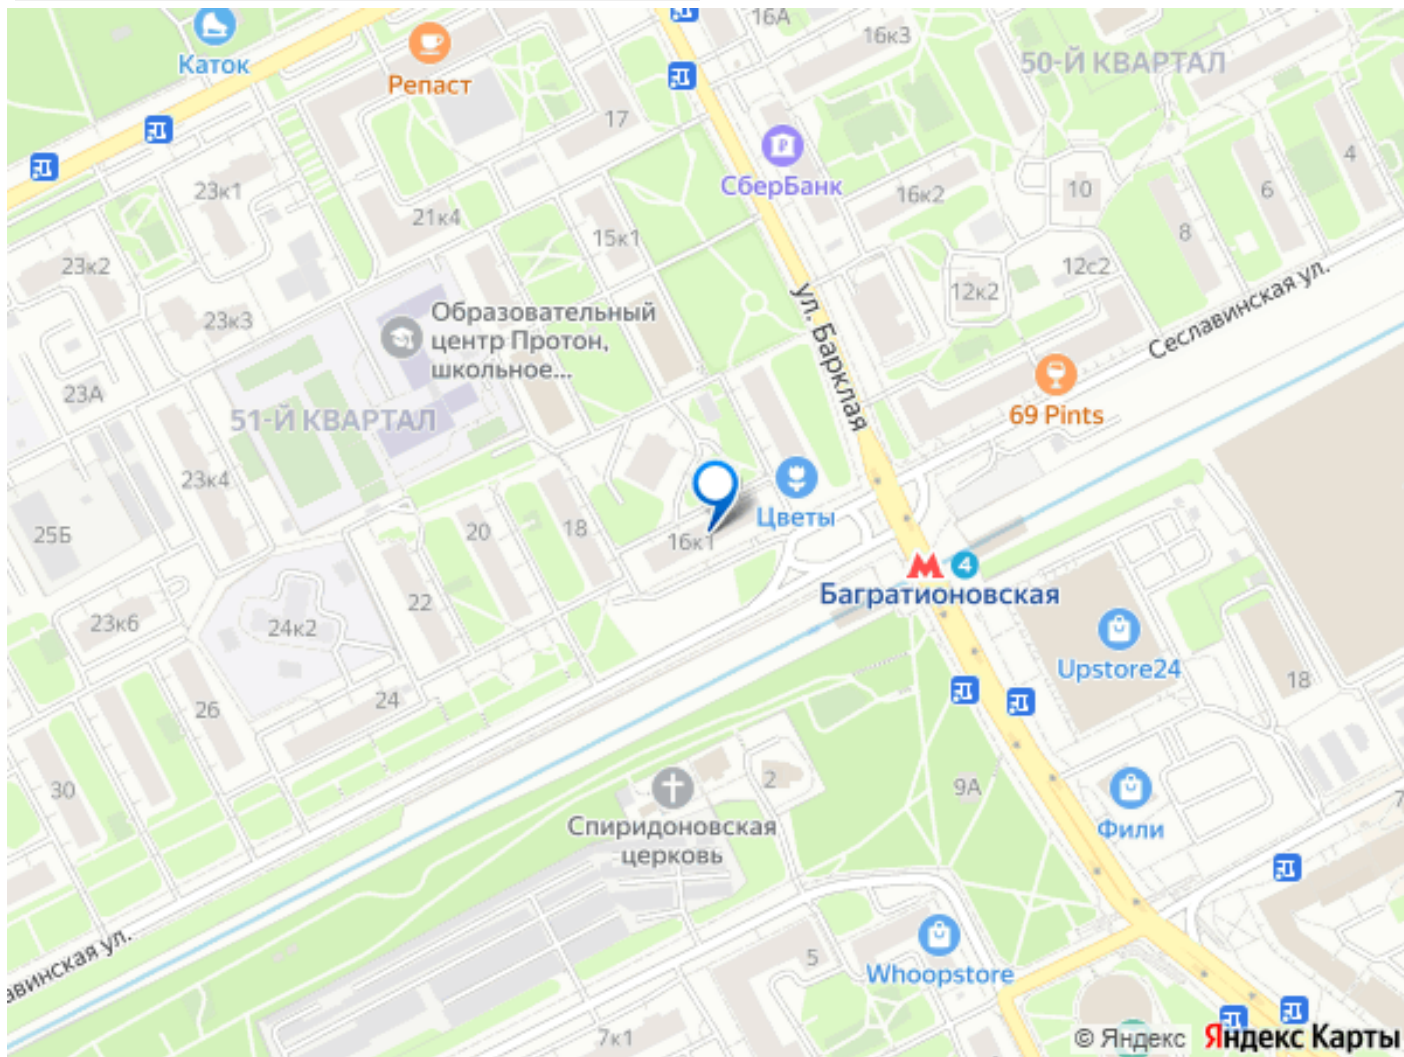 16А
16к3
Каток
50-Й КВАРТАЛ
Репаст
17
4
СберБанк
23к1
16к2
10
6
21к4
15к1
8
23к2
12с2
12к2
ул. Барклая
Сеславинская ул.
Образовательный
центр Протон,
школьное...
23к3
23А
51-Й КВАРТАЛ
69 Pints
23к4
Цветы
25Б
20
18
16к1
4
Багратионовская
22
23к6
24к2
Upstore24
18
24
26
2
30
9А
Фили
Спиридоновская
церковь
7
авинская ул.
5
Whoopstore
7к1
© Яндекс
Яндекс Карты